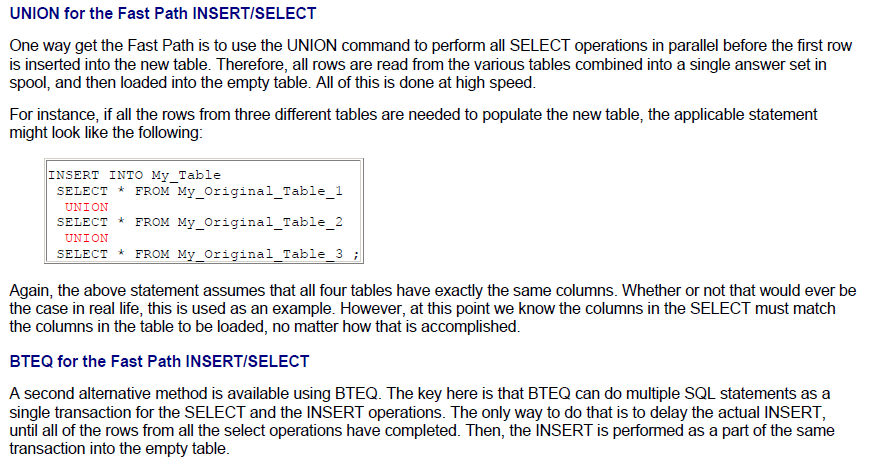 UNION for the Fast Path INSERT/SELECT
One way get the Fast Path is to use the UNION command to perform all SELECT operations in parallel before the first row
is inserted into the new table. Therefore, all rows are read from the various tables combined into a single answer set in
spool, and then loaded into the empty table. All of this is done at high speed.
For instance, if all the rows from three different tables are needed to populate the new table, the applicable statement
might look like the following:
INSERT INTO My_Table
SELECT * FROM My_Original_Table_1
UNION
SELECT * FROM My_Original_Table_2
UNION
SELECT * FROM My_Original_Table_3 ;
Again, the above statement assumes that all four tables have exactly the same columns. Whether or not that would ever be
the case in real life, this is used as an example. However, at this point we know the columns in the SELECT must match
the columns in the table to be loaded, no matter how that is accomplished.
BTEQ for the Fast Path INSERT/SELECT
A second alternative method is available using BTEQ. The key here is that BTEQ can do multiple SQL statements as a
single transaction for the SELECT and the INSERT operations. The only way to do that is to delay the actual INSERT,
until all of the rows from all the select operations have completed. Then, the INSERT is performed as a part of the same
transaction into the empty table.